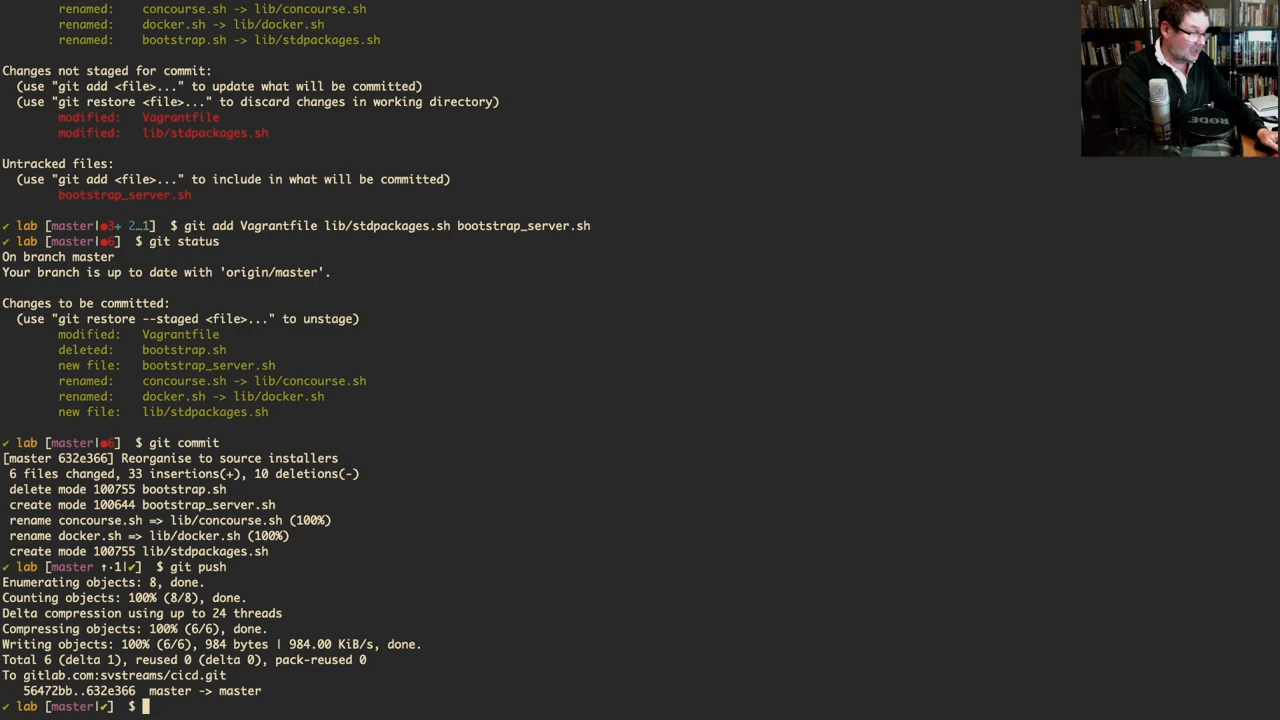 renamed:    concourse.sh -> lib/concourse.sh
renamed:    docker.sh -> lib/docker.sh
renamed:    bootstrap.sh -> lib/stdpackages.sh
Changes not staged for commit:
(use "git add <file>..." to update what will be committed)
(use "git restore <file>..." to discard changes in working directory)
modified:   Vagrantfile
modified:   lib/stdpackages.sh
Untracked files:
(use "git add <file>..." to include in what will be committed)
bootstrap_server.sh
✔ lab [master|●3+ 2…1]  $ git add Vagrantfile lib/stdpackages.sh bootstrap_server.sh
✔ lab [master|●6]  $ git status
On branch master
Your branch is up to date with 'origin/master'.
Changes to be committed:
(use "git restore --staged <file>..." to unstage)
modified:   Vagrantfile
deleted:    bootstrap.sh
new file:   bootstrap_server.sh
renamed:    concourse.sh -> lib/concourse.sh
renamed:    docker.sh -> lib/docker.sh
new file:   lib/stdpackages.sh
✔ lab [master|●6]  $ git commit
[master 632e366] Reorganise to source installers
6 files changed, 33 insertions(+), 10 deletions(-)
delete mode 100755 bootstrap.sh
create mode 100644 bootstrap_server.sh
rename concourse.sh => lib/concourse.sh (100%)
rename docker.sh => lib/docker.sh (100%)
create mode 100755 lib/stdpackages.sh
✔ lab [master ↑·1|✔]  $ git push
Enumerating objects: 8, done.
Counting objects: 100% (8/8), done.
Delta compression using up to 24 threads
Compressing objects: 100% (6/6), done.
Writing objects: 100% (6/6), 984 bytes | 984.00 KiB/s, done.
Total 6 (delta 1), reused 0 (delta 0), pack-reused 0
To gitlab.com:svstreams/cicd.git
56472bb..632e366  master -> master
✔ lab [master|✔]  $
RØDE